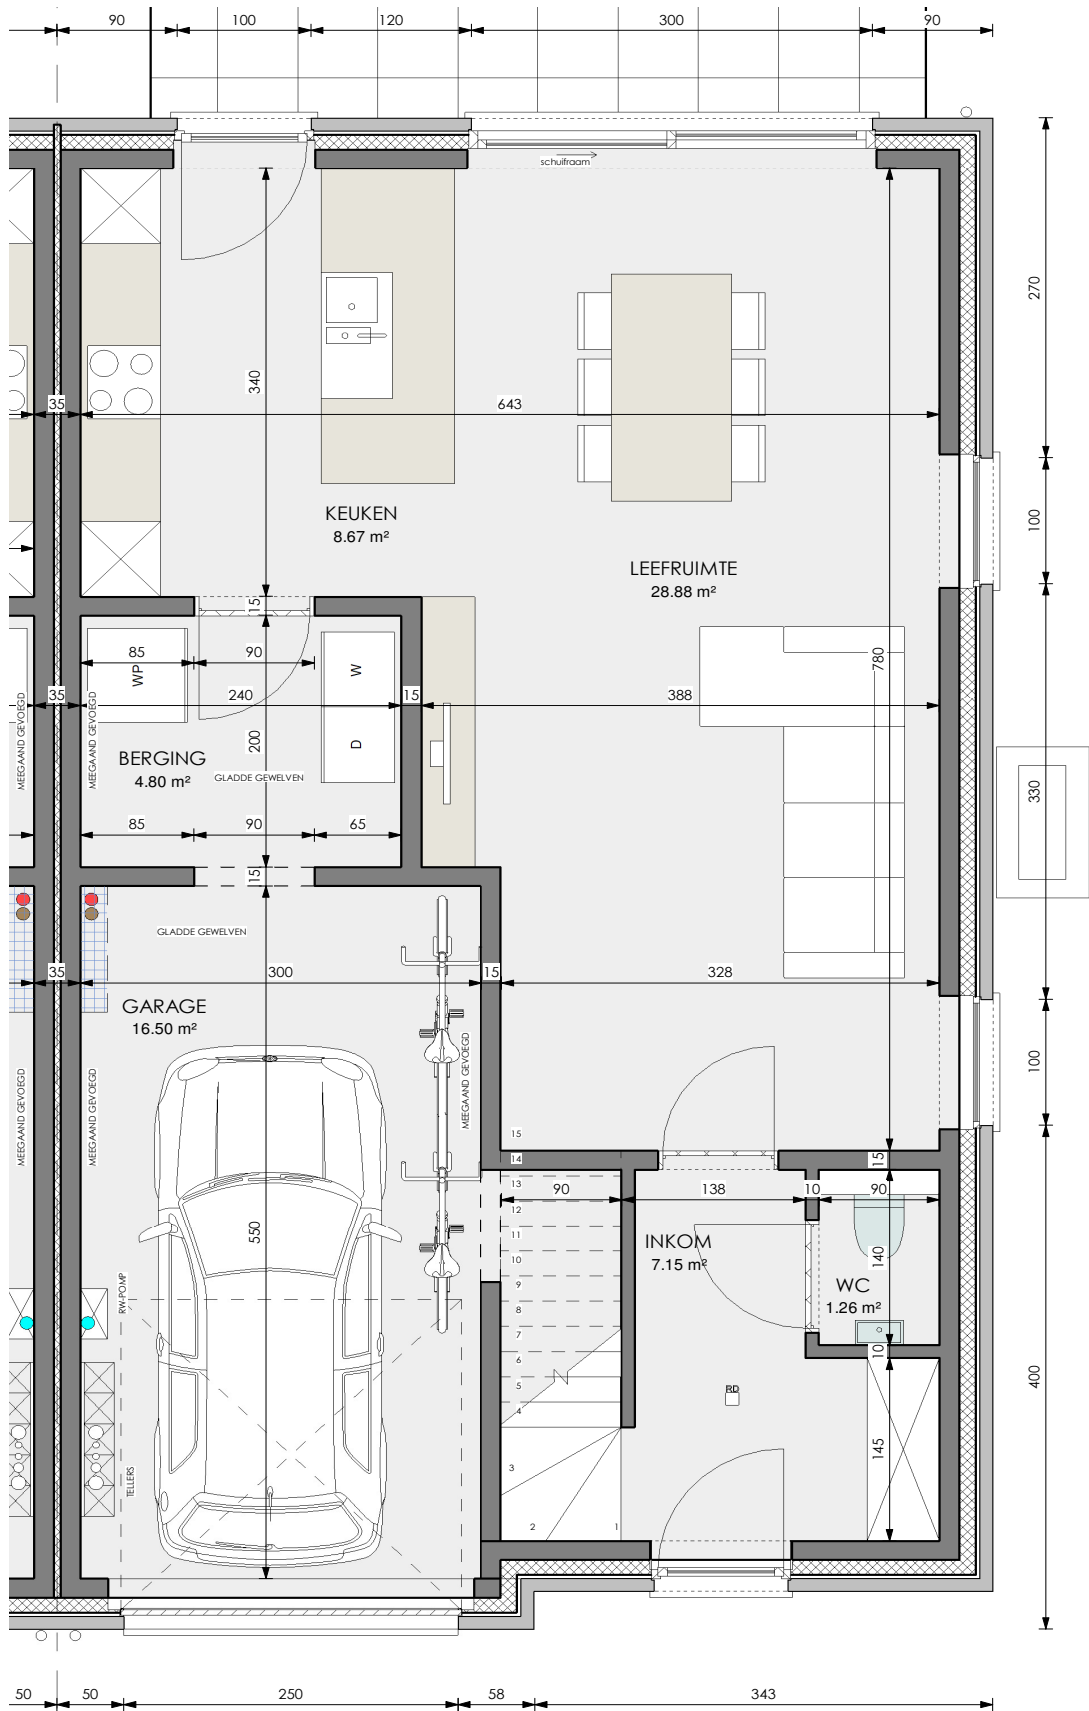 90
100
120
300
90
schuifraam
270
340
35
643
KEUKEN
8.67 m²
100
LEEFRUIMTE
28.88 m²
15
85
90
WP
W
780
35
240
15
388
MEEGAAND GEVOEGD
MEEGAAND GEVOEGD
200
BERGING
4.80 m²
GLADDE GEWELVEN
D
330
85
90
65
15
GLADDE GEWELVEN
35
300
15
328
GARAGE
16.50 m²
MEEGAAND GEVOEGD
MEEGAAND GEVOEGD
MEEGAAND GEVOEGD
100
15
14
13
12
11
10
9
8
7
6
5
4
3
2
1
15
90
138
10
90
550
INKOM
7.15 m²
140
WC
1.26 m²
RW-POMP
10
RD
400
145
TELLERS
50
50
250
58
343